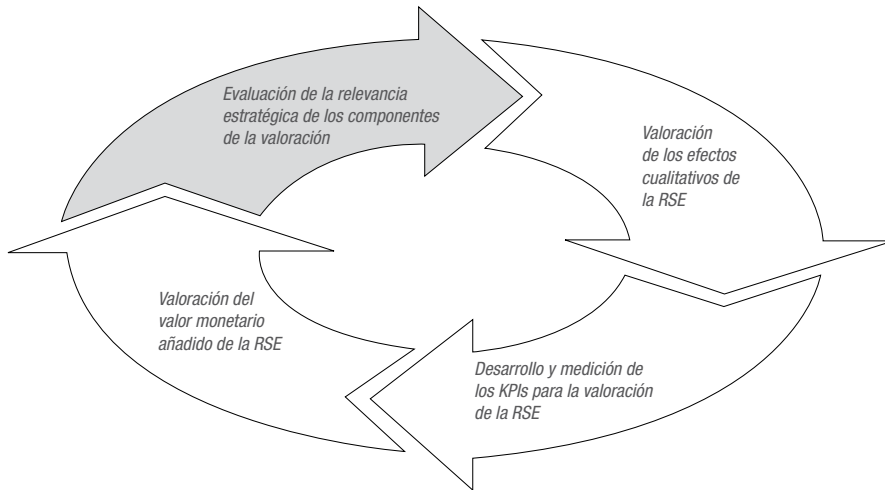 Evaluación de la relevancia
estratégica de los componentes
de la valoración
Valoración
de los efectos
cualitativos de
la RSE
Desarrollo y medición de
los KPIs para la valoración
de la RSE
Valoración del
valor monetario
añadido de la RSE